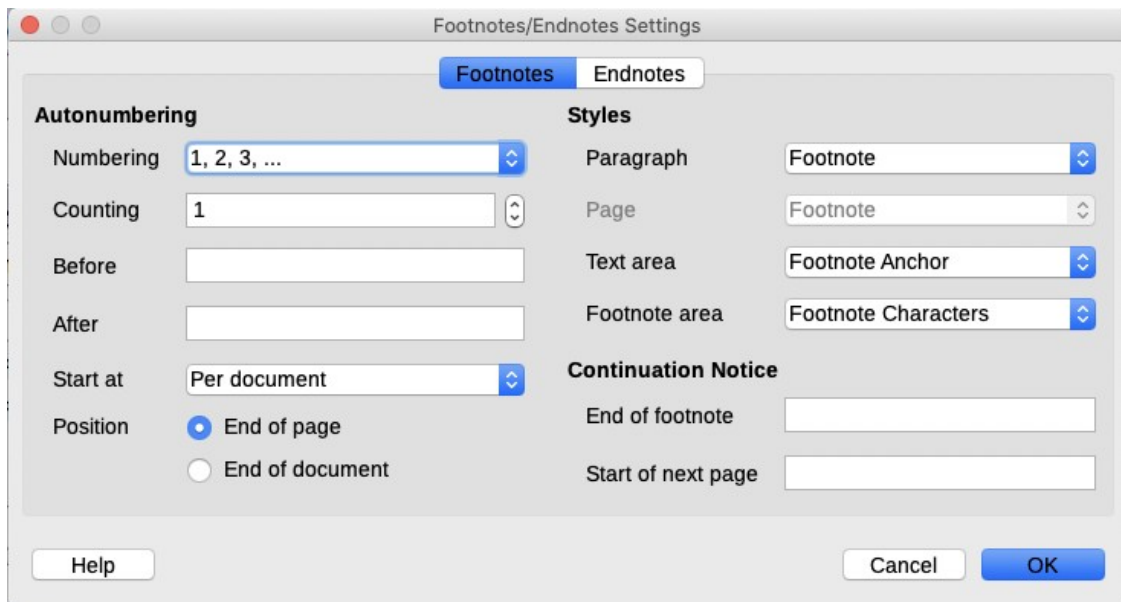 Footnotes/Endnotes Settings
Footnotes Endnotes
Autonumbering
Numbering 1, 2, 3, ...
Counting 1
Before
After
Start at Per document
Position End of page
End of document
Styles
Paragraph Footnote
Page Footnote
Text area Footnote Anchor
Footnote area Footnote Characters
Continuation Notice
End of footnote
Start of next page
Help Cancel OK